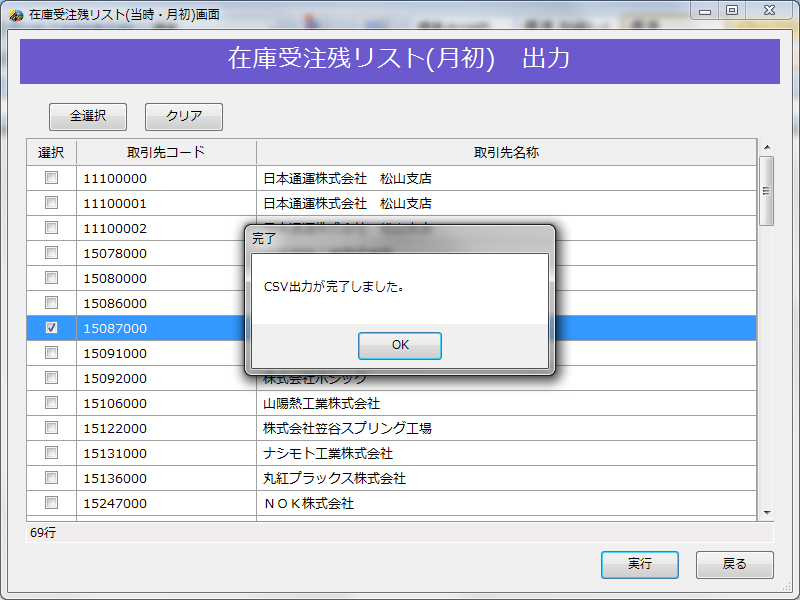 在庫受注残リスト(当時・月初)画面
在庫受注残リスト(月初)　出力
全選択
クリア
選択 取引先コード 取引先名称
11100000 日本通運株式会社　松山支店
11100001 日本通運株式会社　松山支店
11100002
15078000
15080000
15086000
15087000
15091000
15092000 株式会社ホシック
15106000 山陽熱工業株式会社
15122000 株式会社笠谷スプリング工場
15131000 ナシモト工業株式会社
15136000 丸紅プラックス株式会社
15247000 ＮＯＫ株式会社
完了
CSV出力が完了しました。
OK
69行
実行
戻る